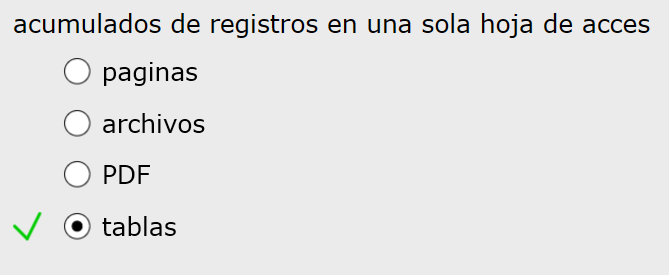 acumulados de registros en una sola hoja de acces
paginas
archivos
PDF
tablas